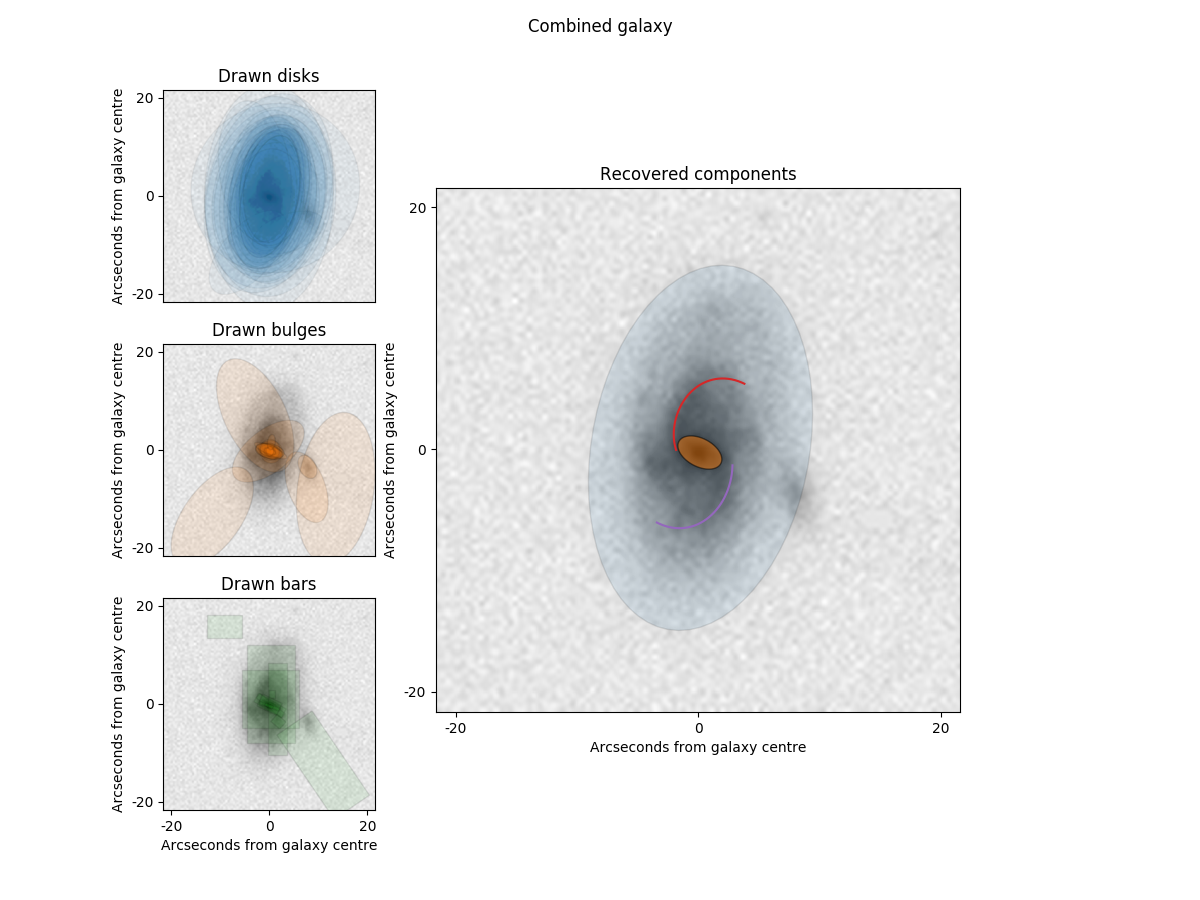 Combined galaxy
Drawn disks
Arcseconds from galaxy centre
20
0
-20
Drawn bulges
Arcseconds from galaxy centre
20
0
-20
Drawn bars
Arcseconds from galaxy centre
20
0
-20
-20 0 20
Arcseconds from galaxy centre
Recovered components
Arcseconds from galaxy centre
20
0
-20
-20 0 20
Arcseconds from galaxy centre